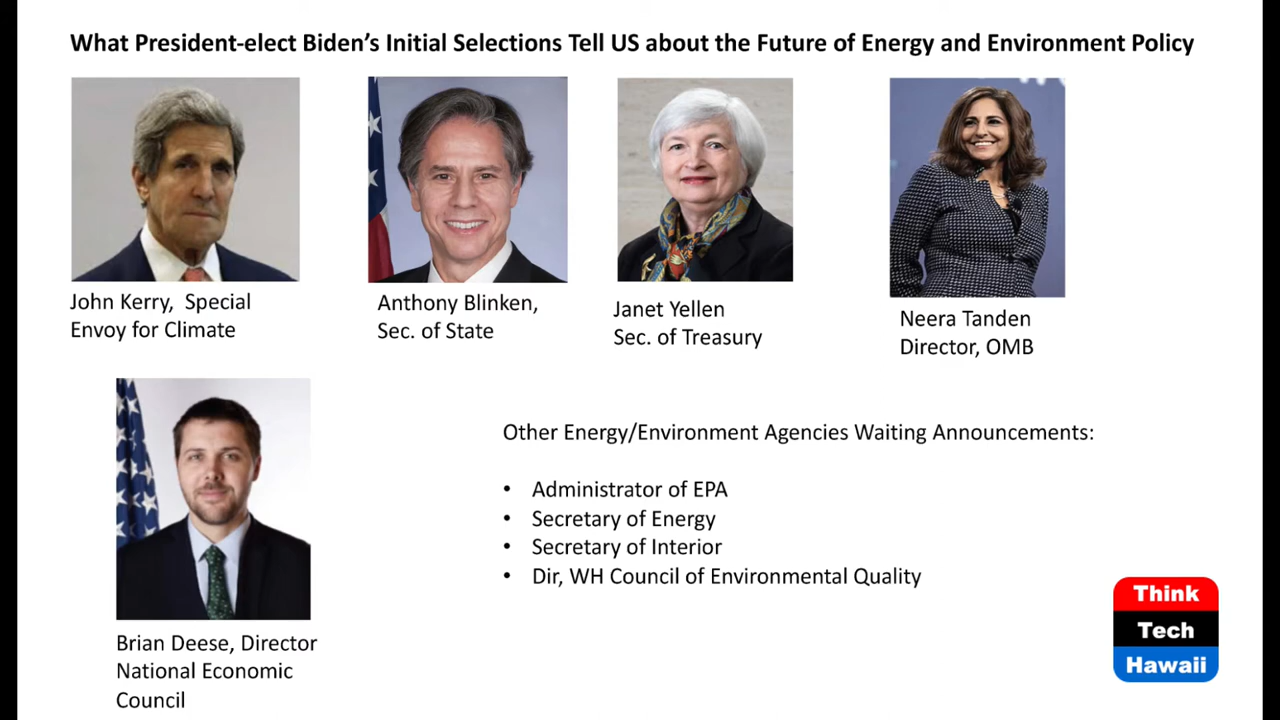 What President-elect Biden's Initial Selections Tell US about the Future of Energy and Environment Policy
John Kerry,  Special
Envoy for Climate
Anthony Blinken,
Sec. of State
Janet Yellen
Sec. of Treasury
Neera Tanden
Director, OMB
Brian Deese, Director
National Economic
Council
Other Energy/Environment Agencies Waiting Announcements:
• Administrator of EPA
• Secretary of Energy
• Secretary of Interior
• Dir, WH Council of Environmental Quality
Think
Tech
Hawaii